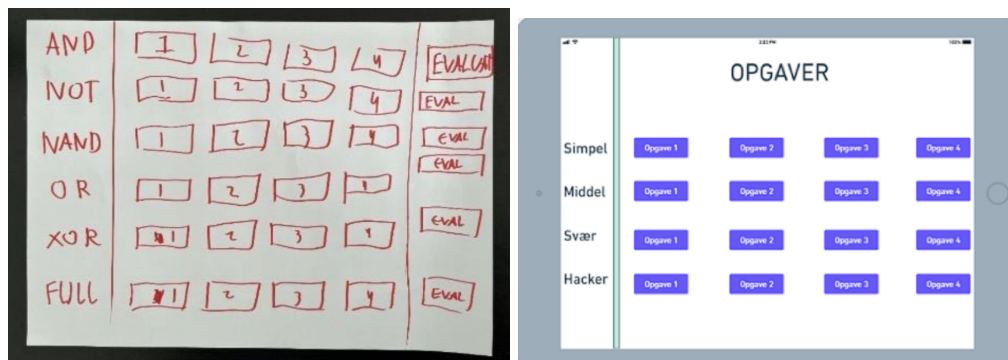 AND 1 2 3 4 EVALUAT
NOT 1 2 3 4 EVAL
NAND 1 2 3 4 EVAL
EVAL
OR 1 2 3 4
XOR 1 2 3 4 EVAL
FULL 1 2 3 4 EVAL
OPGAVER
Simpel Opgave 1 Opgave 2 Opgave 3 Opgave 4
Middel Opgave 1 Opgave 2 Opgave 3 Opgave 4
Svær Opgave 1 Opgave 2 Opgave 3 Opgave 4
Hacker Opgave 1 Opgave 2 Opgave 3 Opgave 4